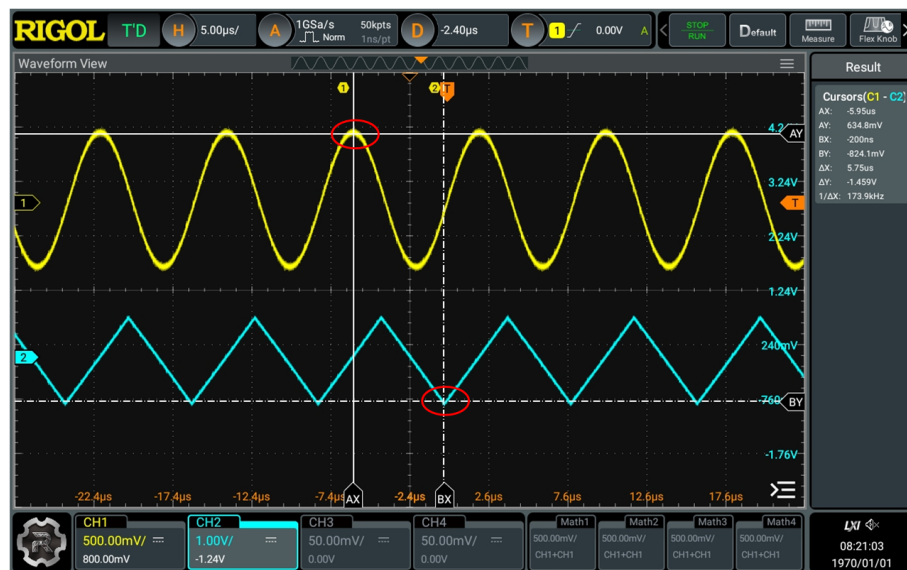 RIGOL T'D H 5.00µs/ A 1GSa/s Norm 50kpts 1ns/pt D -2.40µs T 1 0.00V A STOP RUN Default Measure Flex Knob
Waveform View
Result
1 2 T
Cursors(C1 - C2)
AX: -5.95us
AY: 634.8mV
BX: -200ns
BY: -824.1mV
ΔX: 5.75us
ΔY: -1.459V
1/ΔX: 173.9kHz
4.2 AY
3.24V
1 T
2.24V
1.24V
2 240mV
-760 BY
-1.76V
-22.4µs -17.4µs -12.4µs -7.4µs AX -2.4µs BX 2.6µs 7.6µs 12.6µs 17.6µs
CH1 CH2 CH3 CH4 Math1 Math2 Math3 Math4
500.00mV/ 1.00V/ 50.00mV/ 50.00mV/ 500.00mV/ 500.00mV/ 500.00mV/ 500.00mV/
800.00mV -1.24V 0.00V 0.00V CH1+CH1 CH1+CH1 CH1+CH1 CH1+CH1
LXI
08:21:03
1970/01/01